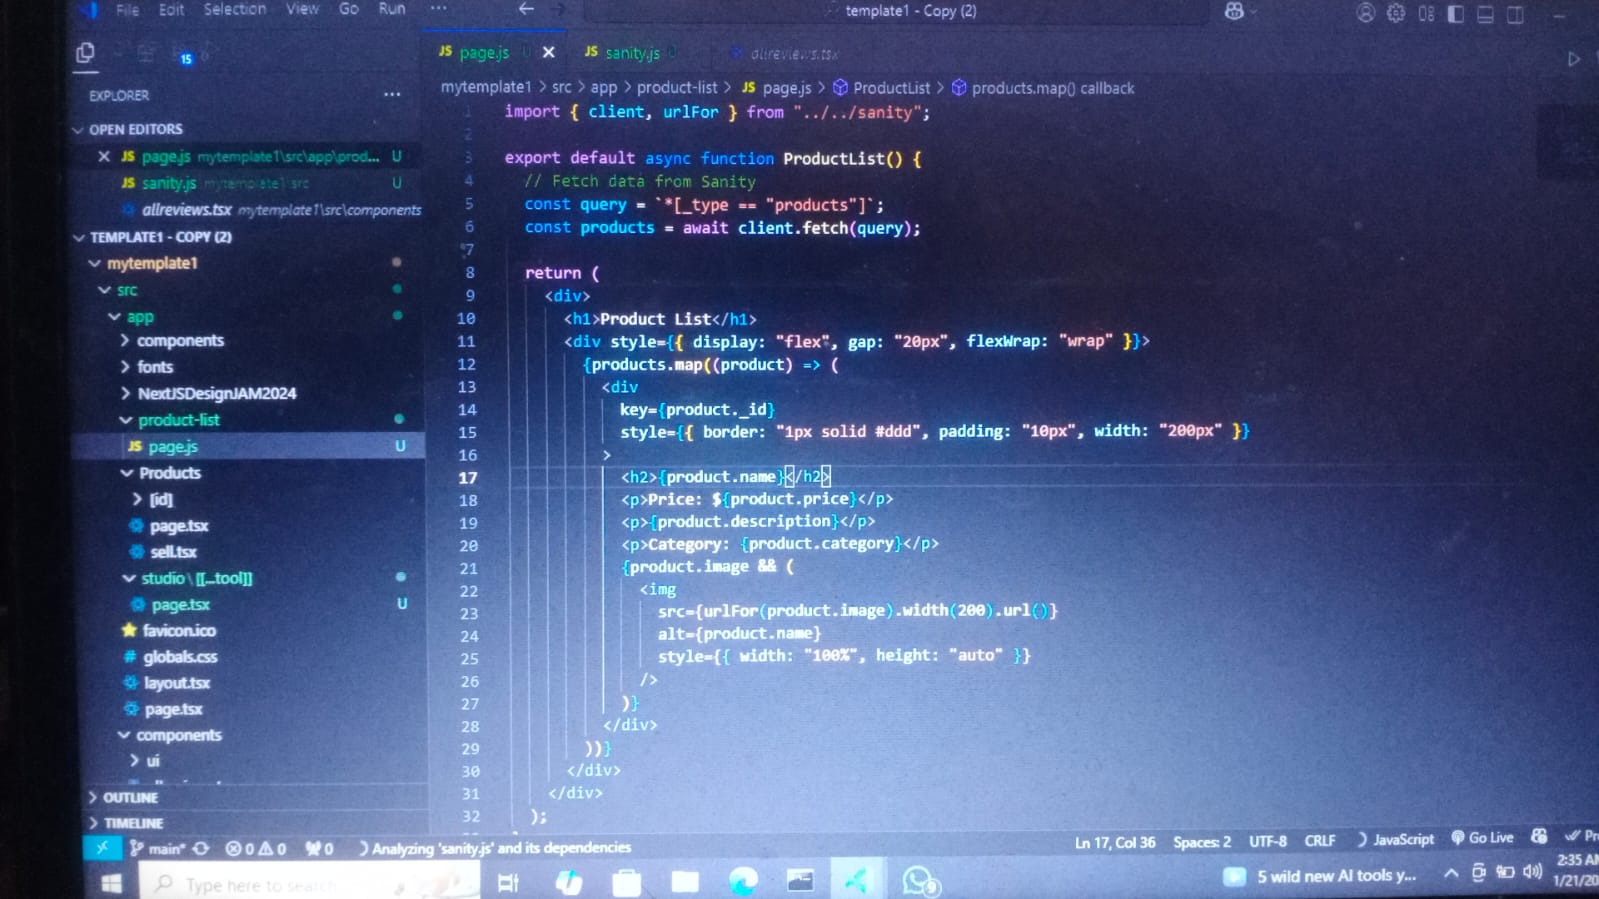 File Edit Selection View Go Run ···
template1 - Copy (2)
15
JS page.js U ×
JS sanity.js U
allreviews.tsx
EXPLORER ···
mytemplate1 > src > app > product-list > JS page.js > ProductList > products.map() callback
OPEN EDITORS
× JS page.js mytemplate1\src\app\prod... U
JS sanity.js mytemplate1\src U
allreviews.tsx mytemplate1\src\components
TEMPLATE1 - COPY (2)
mytemplate1
src
app
components
fonts
NextJSDesignJAM2024
product-list
JS page.js U
Products
[id]
page.tsx
sell.tsx
studio \ [[...tool]]
page.tsx U
favicon.ico
# globals.css
layout.tsx
page.tsx
components
ui
OUTLINE
TIMELINE
1 import { client, urlFor } from "../../sanity";
2
3 export default async function ProductList() {
4 // Fetch data from Sanity
5 const query = `*[_type == "products"]`;
6 const products = await client.fetch(query);
7
8 return (
9 <div>
10 <h1>Product List</h1>
11 <div style={{ display: "flex", gap: "20px", flexWrap: "wrap" }}>
12 {products.map((product) => (
13 <div
14 key={product._id}
15 style={{ border: "1px solid #ddd", padding: "10px", width: "200px" }}
16 >
17 <h2>{product.name}</h2>
18 <p>Price: ${product.price}</p>
19 <p>{product.description}</p>
20 <p>Category: {product.category}</p>
21 {product.image && (
22 <img
23 src={urlFor(product.image).width(200).url()}
24 alt={product.name}
25 style={{ width: "100%", height: "auto" }}
26 />
27 )}
28 </div>
29 ))}
30 </div>
31 </div>
32 );
main* 0 0 0 Analyzing 'sanity.js' and its dependencies
Ln 17, Col 36 Spaces: 2 UTF-8 CRLF JavaScript Go Live
Type here to search
5 wild new AI tools y...
2:35 AM
1/21/20